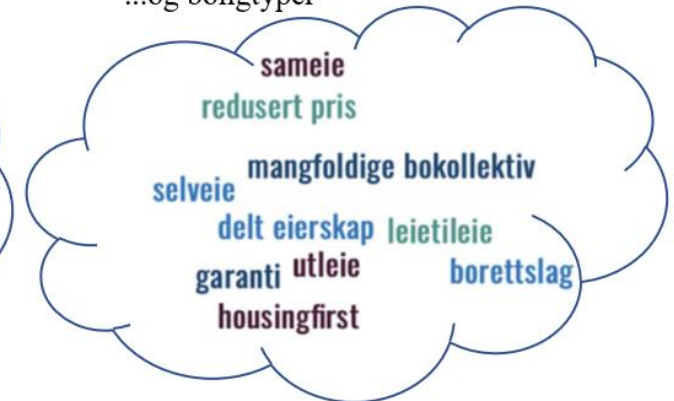 ...og boligtyper
sameie
redusert pris
mangfoldige bokollektiv
selveie
delt eierskap leietileie
garanti utleie
borettslag
housingfirst